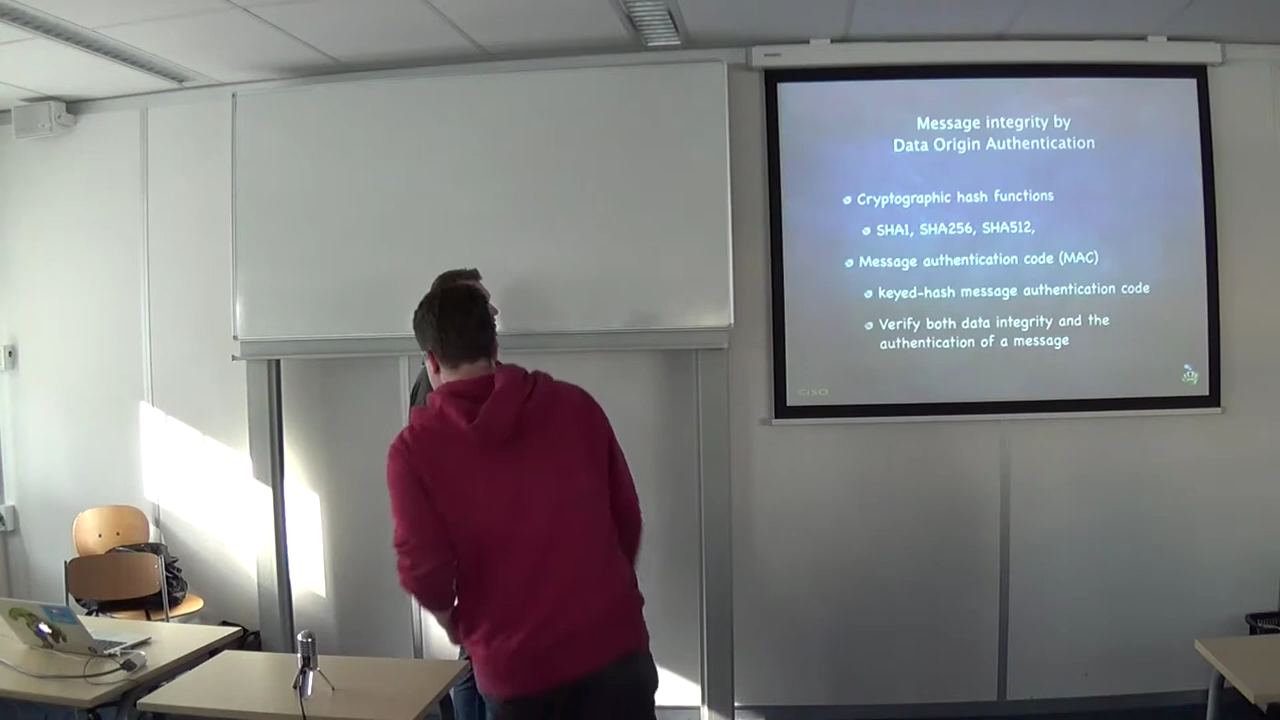 Message integrity by
Data Origin Authentication
Cryptographic hash functions
SHA1, SHA256, SHA512,
Message authentication code (MAC)
keyed-hash message authentication code
Verify both data integrity and the
authentication of a message